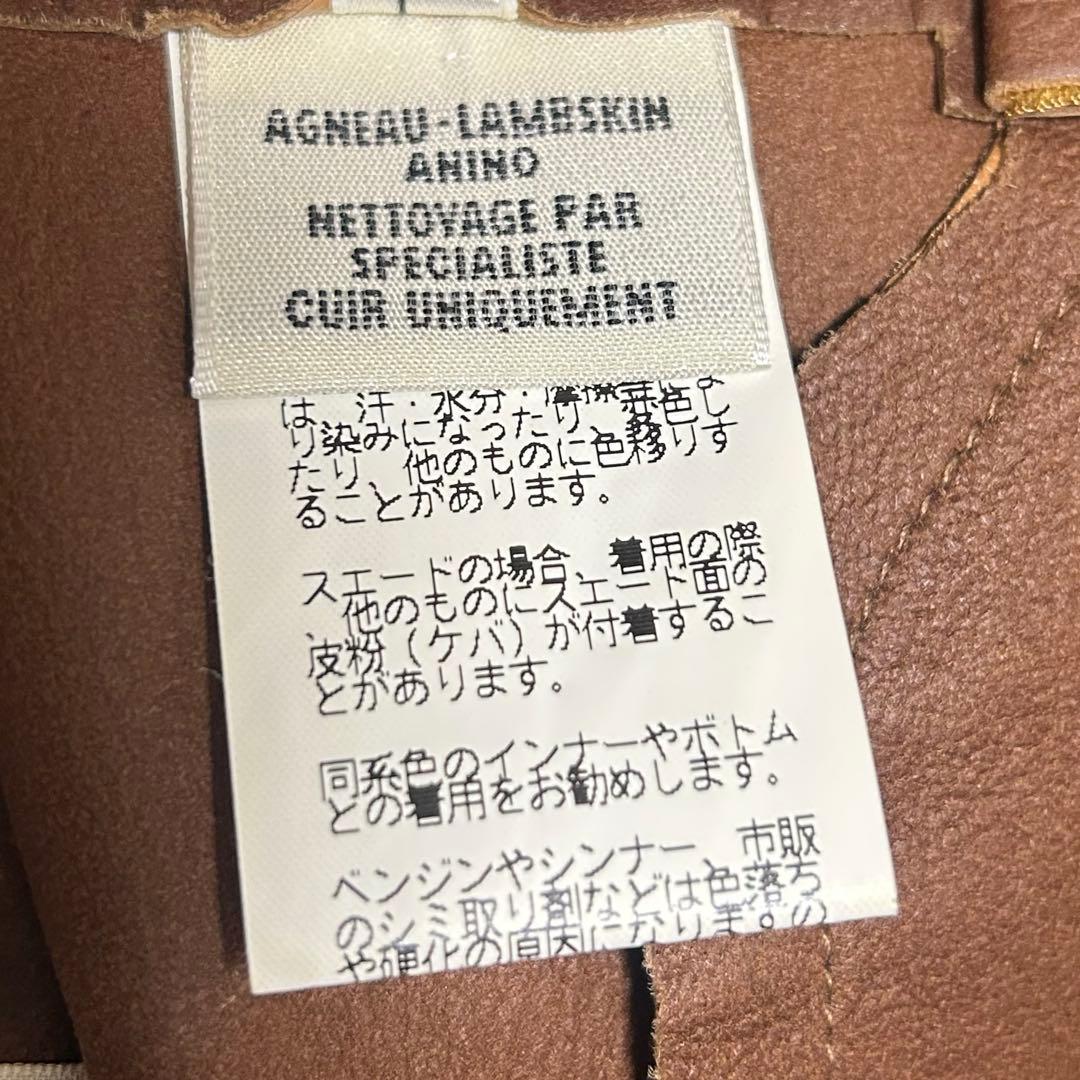 AGNEAU-LAMBSKIN
ANINO
NETTOYAGE PAR
SPECIALISTE
CUIR UNIQUEMENT
は、汗・水分・摩擦等によ
り染みになったり、変色し
たり、他のものに色移りす
ることがあります。
スエードの場合、着用の際
他のものにスエード面の
皮粉(ケバ)が付着するこ
とがあります。
同系色のインナーやボトム
との着用をお勧めします。
ベンジンやシンナー、市販
のシミ取り剤などは色落ち
や硬化の原因になります。の